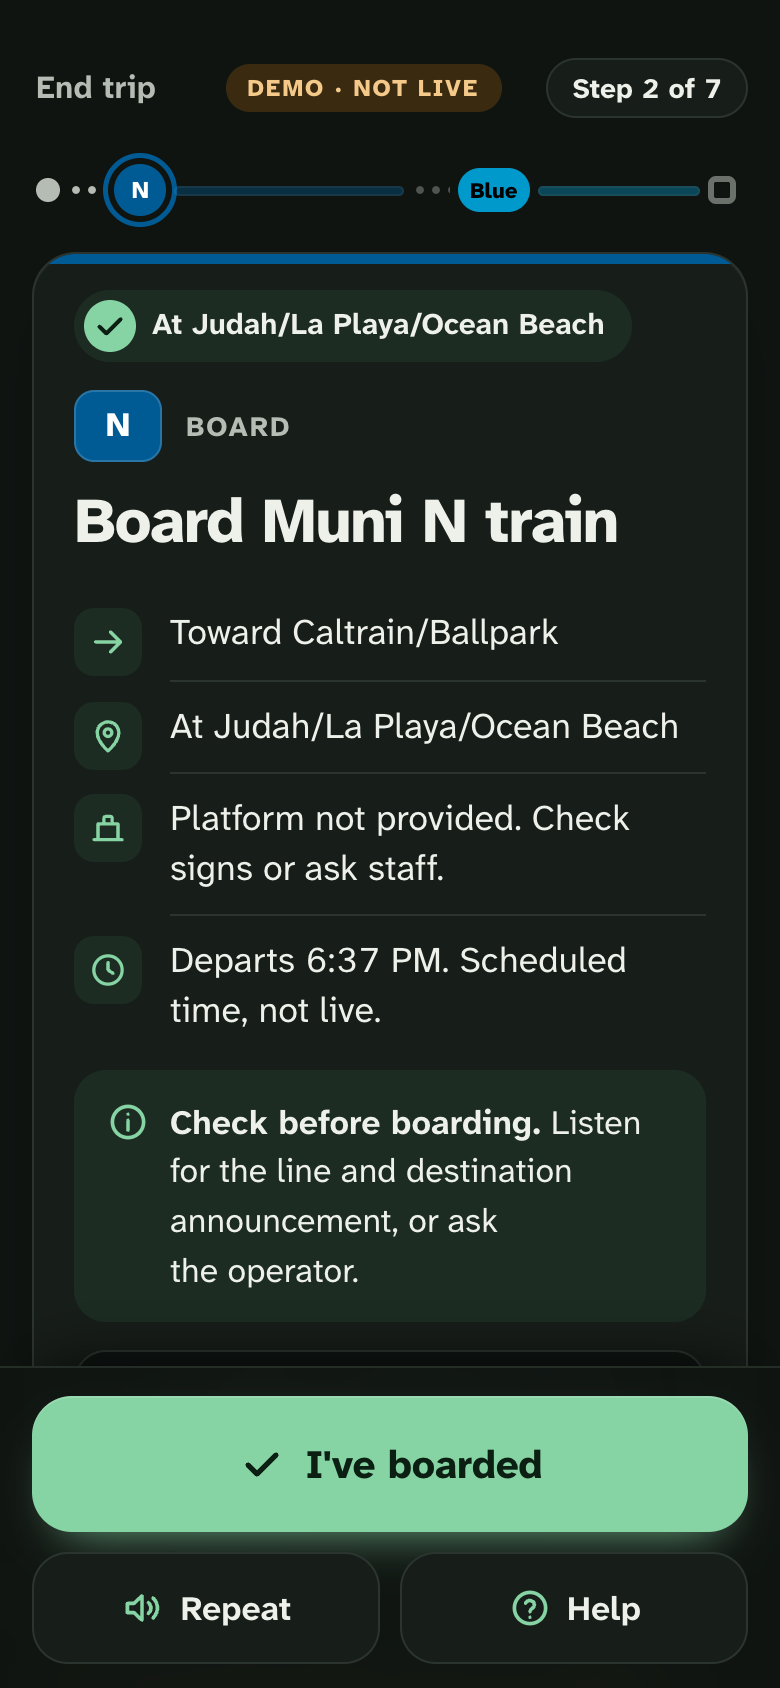 End trip
DEMO · NOT LIVE
Step 2 of 7
N
Blue
At Judah/La Playa/Ocean Beach
N
BOARD
Board Muni N train
Toward Caltrain/Ballpark
At Judah/La Playa/Ocean Beach
Platform not provided. Check
signs or ask staff.
Departs 6:37 PM. Scheduled
time, not live.
Check before boarding. Listen
for the line and destination
announcement, or ask
the operator.
I've boarded
Repeat
Help